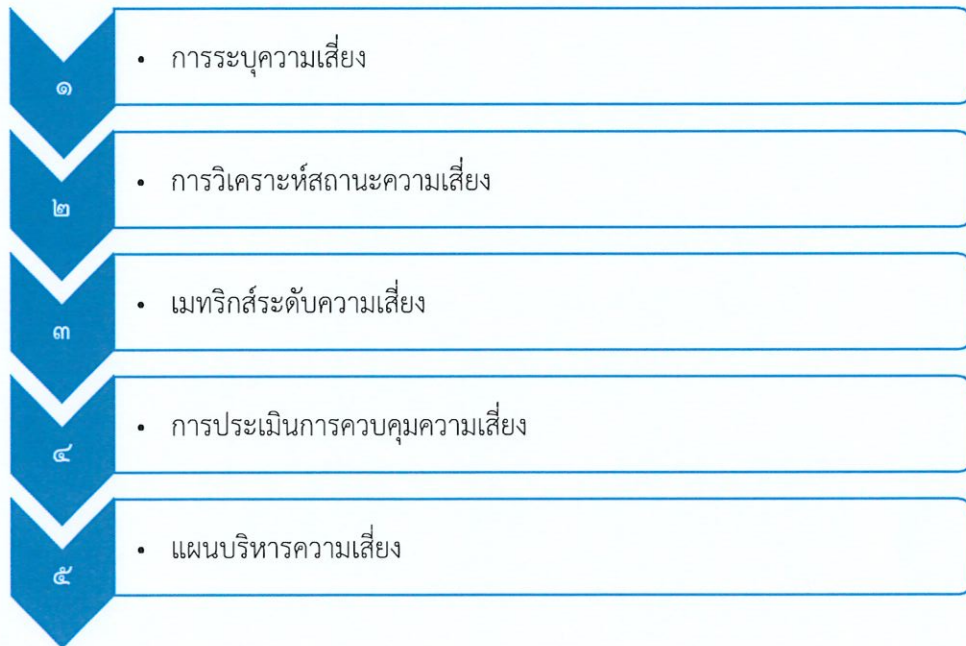 ๑
• การระบุความเสี่ยง
๒
• การวิเคราะห์สถานะความเสี่ยง
๓
• เมทริกส์ระดับความเสี่ยง
๔
• การประเมินการควบคุมความเสี่ยง
๕
• แผนบริหารความเสี่ยง